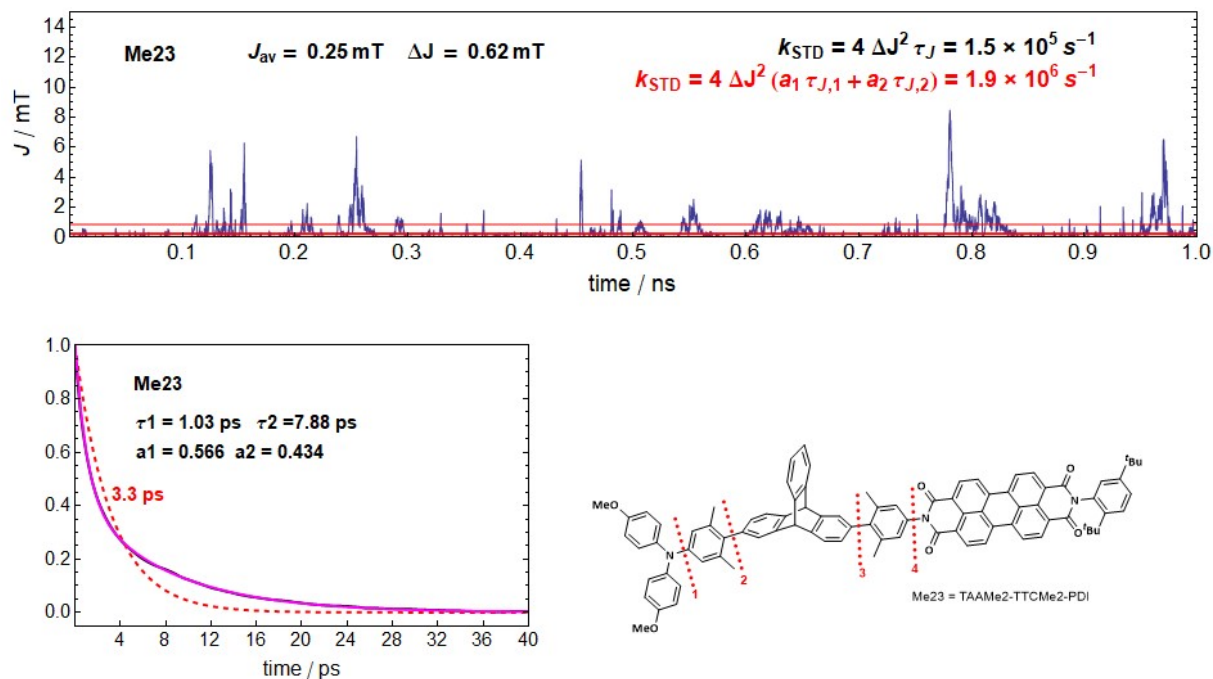 14
12
10
8
6
4
2
0
J / mT
Me23 J_av = 0.25 mT ΔJ = 0.62 mT
k_STD = 4 ΔJ² τ_J = 1.5 × 10⁵ s⁻¹
k_STD = 4 ΔJ² (a₁ τ_J,1 + a₂ τ_J,2) = 1.9 × 10⁶ s⁻¹
0.1 0.2 0.3 0.4 0.5 0.6 0.7 0.8 0.9 1.0
time / ns
1.0
0.8
0.6
0.4
0.2
0.0
Me23
τ1 = 1.03 ps τ2 =7.88 ps
a1 = 0.566 a2 = 0.434
3.3 ps
4 8 12 16 20 24 28 32 36 40
time / ps
MeO
N
MeO
1
2
3
4
O
O
N
O
O
N
ᵗBu
ᵗBu
Me23 = TAAMe2-TTCMe2-PDI